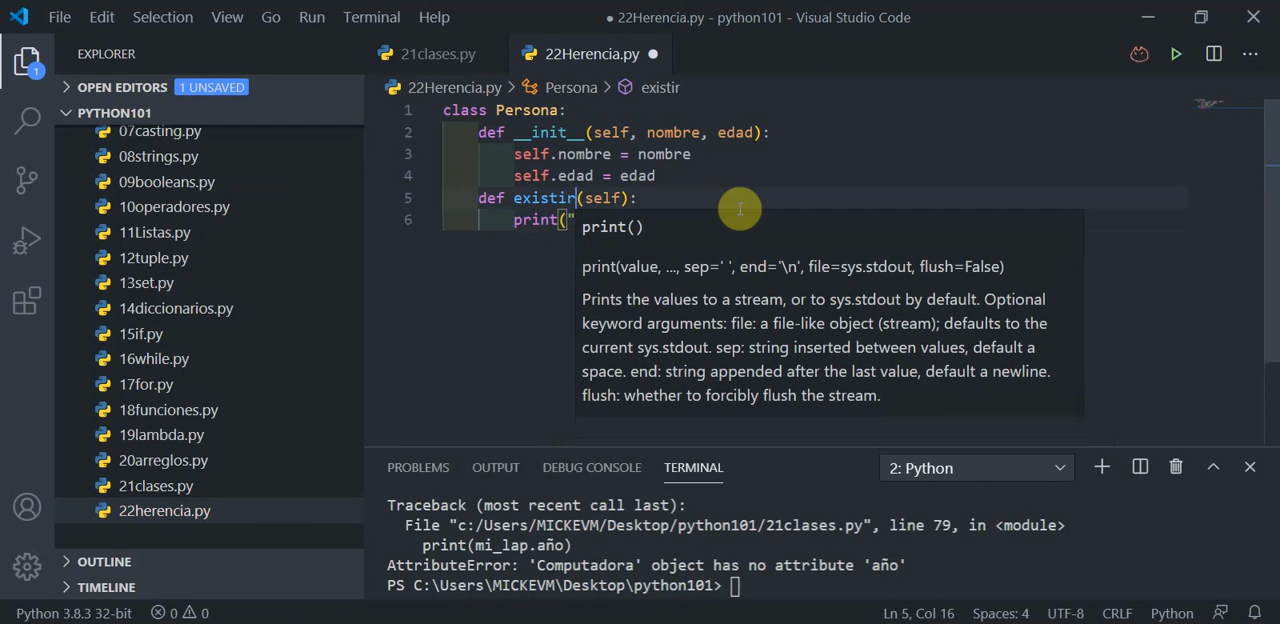 File Edit Selection View Go Run Terminal Help ● 22Herencia.py - python101 - Visual Studio Code
EXPLORER
OPEN EDITORS 1 UNSAVED
PYTHON101
07casting.py
08strings.py
09booleans.py
10operadores.py
11Listas.py
12tuple.py
13set.py
14diccionarios.py
15if.py
16while.py
17for.py
18funciones.py
19lambda.py
20arreglos.py
21clases.py
22herencia.py
OUTLINE
TIMELINE
1
21clases.py 22Herencia.py ●
22Herencia.py > Persona > existir
1 class Persona:
2 def __init__(self, nombre, edad):
3 self.nombre = nombre
4 self.edad = edad
5 def existir(self):
6 print("
print()
print(value, ..., sep=' ', end='\n', file=sys.stdout, flush=False)
Prints the values to a stream, or to sys.stdout by default. Optional
keyword arguments: file: a file-like object (stream); defaults to the
current sys.stdout. sep: string inserted between values, default a
space. end: string appended after the last value, default a newline.
flush: whether to forcibly flush the stream.
PROBLEMS OUTPUT DEBUG CONSOLE TERMINAL 2: Python
Traceback (most recent call last):
File "c:/Users/MICKEVM/Desktop/python101/21clases.py", line 79, in <module>
print(mi_lap.año)
AttributeError: 'Computadora' object has no attribute 'año'
PS C:\Users\MICKEVM\Desktop\python101>
Python 3.8.3 32-bit 0 0 Ln 5, Col 16 Spaces: 4 UTF-8 CRLF Python